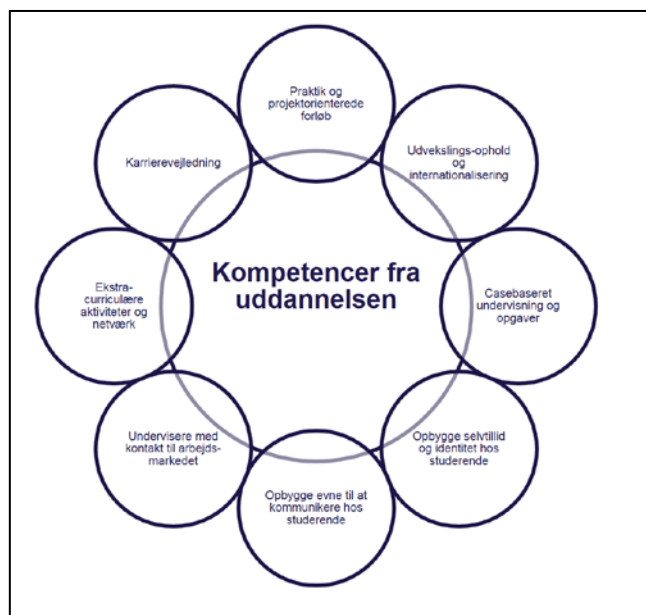 Praktik og
projektorienterede
forløb
Udvekslings-ophold
og
internationalisering
Casebaseret
undervisning og
opgaver
Opbygge selvtillid
og identitet hos
studerende
Opbygge evne til at
kommunikere hos
studerende
Undervisere med
kontakt til arbejds-
markedet
Ekstra-
curriculære
aktiviteter og
netværk
Karrierevejledning
Kompetencer fra
uddannelsen